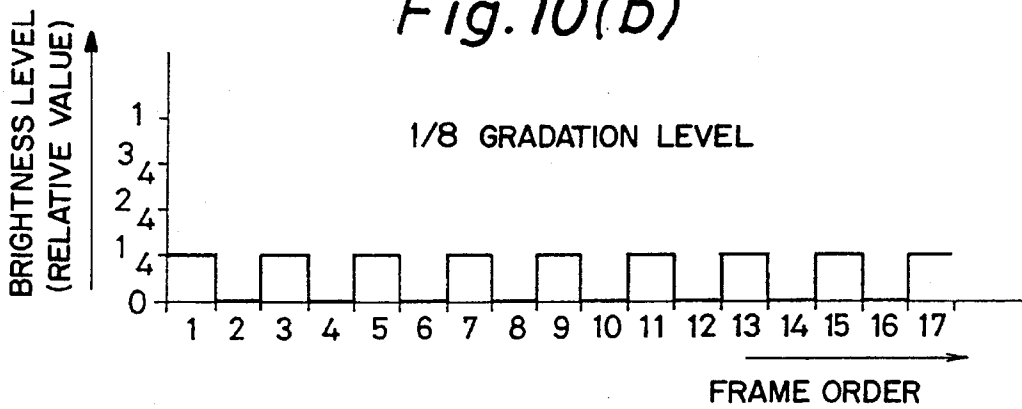 Fig.10(b)
BRIGHTNESS LEVEL
(RELATIVE VALUE)
1/8 GRADATION LEVEL
1
3/4
2/4
1/4
0
1 2 3 4 5 6 7 8 9 10 11 12 13 14 15 16 17
FRAME ORDER